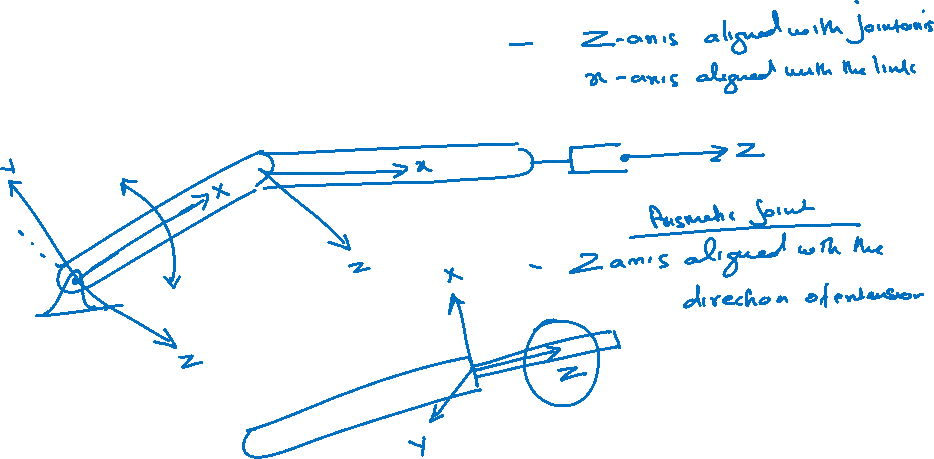 - Z-axis aligned with joint axis
x-axis aligned with the link
Y
X
x
Z
Z
Z
Prismatic Joint
- Z axis aligned with the
direction of extension
X
Z
Y